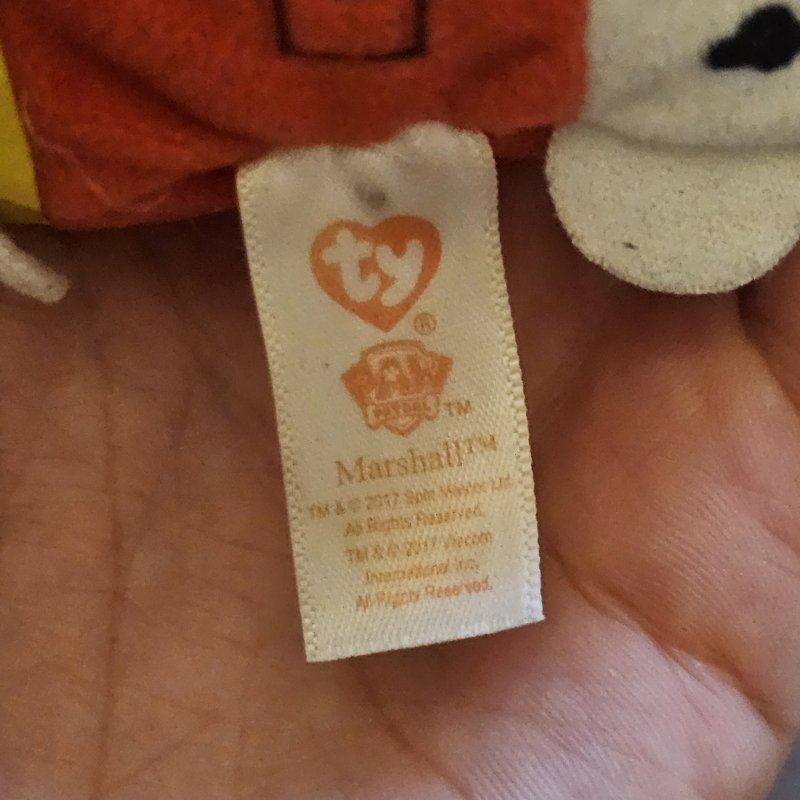 ty
®
PAW
PATROL TM
Marshall™
TM & © 2017 Spin Master Ltd.
All Rights Reserved.
TM & © 2017 Viacom
International Inc.
All Rights Reserved.